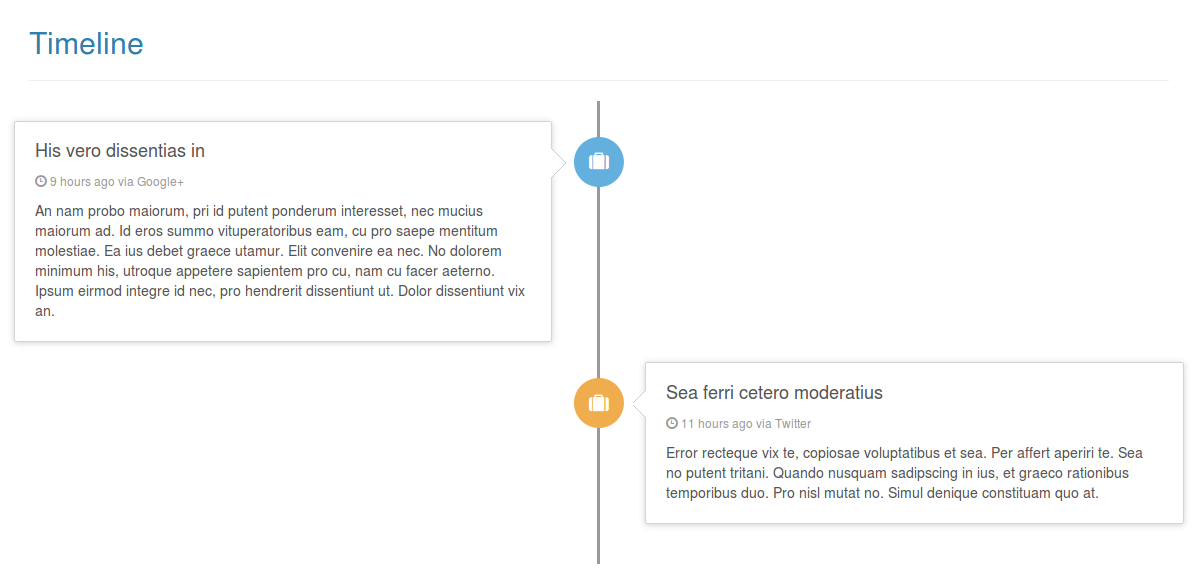 Timeline
His vero dissentias in
9 hours ago via Google+
An nam probo maiorum, pri id putent ponderum interesset, nec mucius
maiorum ad. Id eros summo vituperatoribus eam, cu pro saepe mentitum
molestiae. Ea ius debet graece utamur. Elit convenire ea nec. No dolorem
minimum his, utroque appetere sapientem pro cu, nam cu facer aeterno.
Ipsum eirmod integre id nec, pro hendrerit dissentiunt ut. Dolor dissentiunt vix
an.
Sea ferri cetero moderatius
11 hours ago via Twitter
Error recteque vix te, copiosae voluptatibus et sea. Per affert aperiri te. Sea
no putent tritani. Quando nusquam sadipscing in ius, et graeco rationibus
temporibus duo. Pro nisl mutat no. Simul denique constituam quo at.